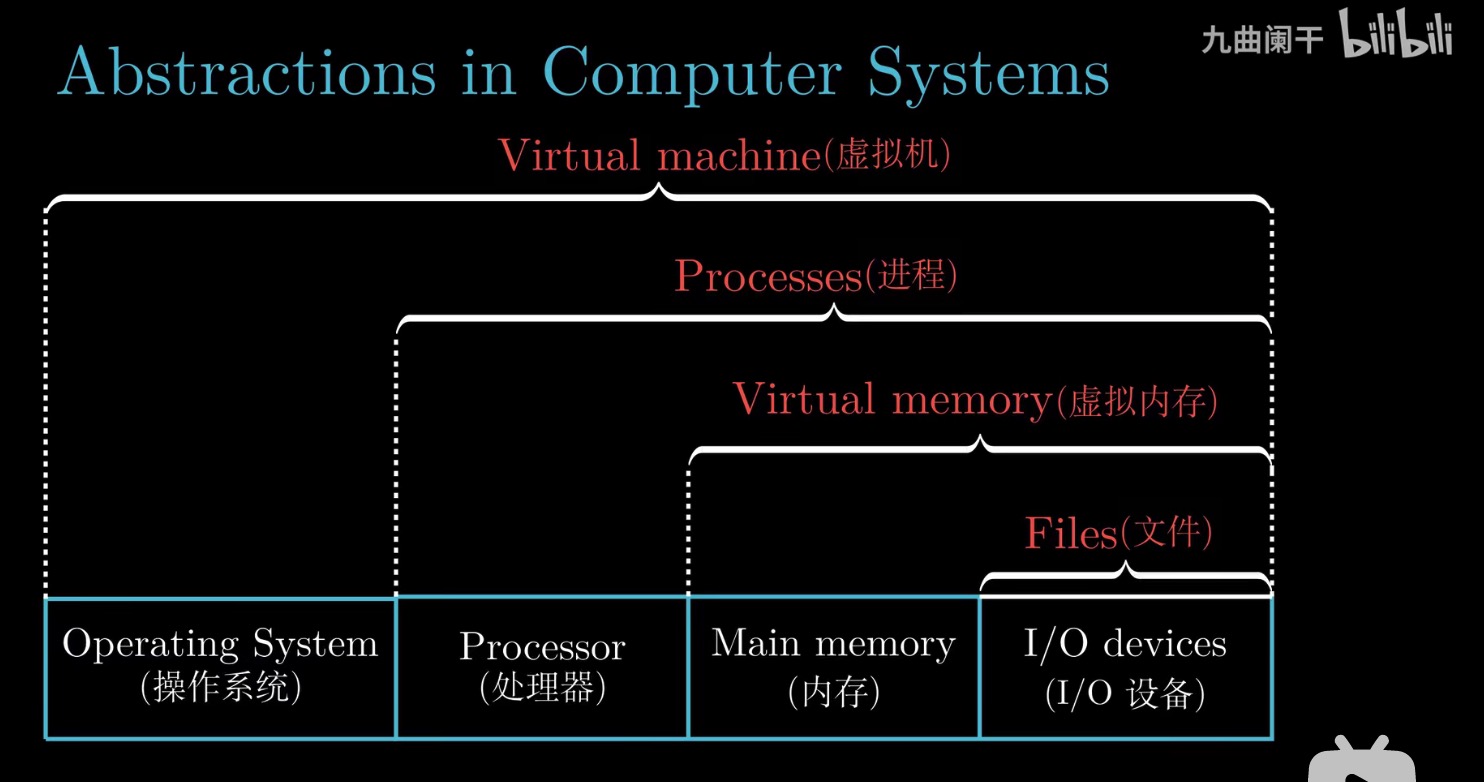 九曲阑干 bilibili
Abstractions in Computer Systems
Virtual machine(虚拟机)
Processes(进程)
Virtual memory(虚拟内存)
Files(文件)
Operating System
(操作系统)
Processor
(处理器)
Main memory
(内存)
I/O devices
(I/O 设备)